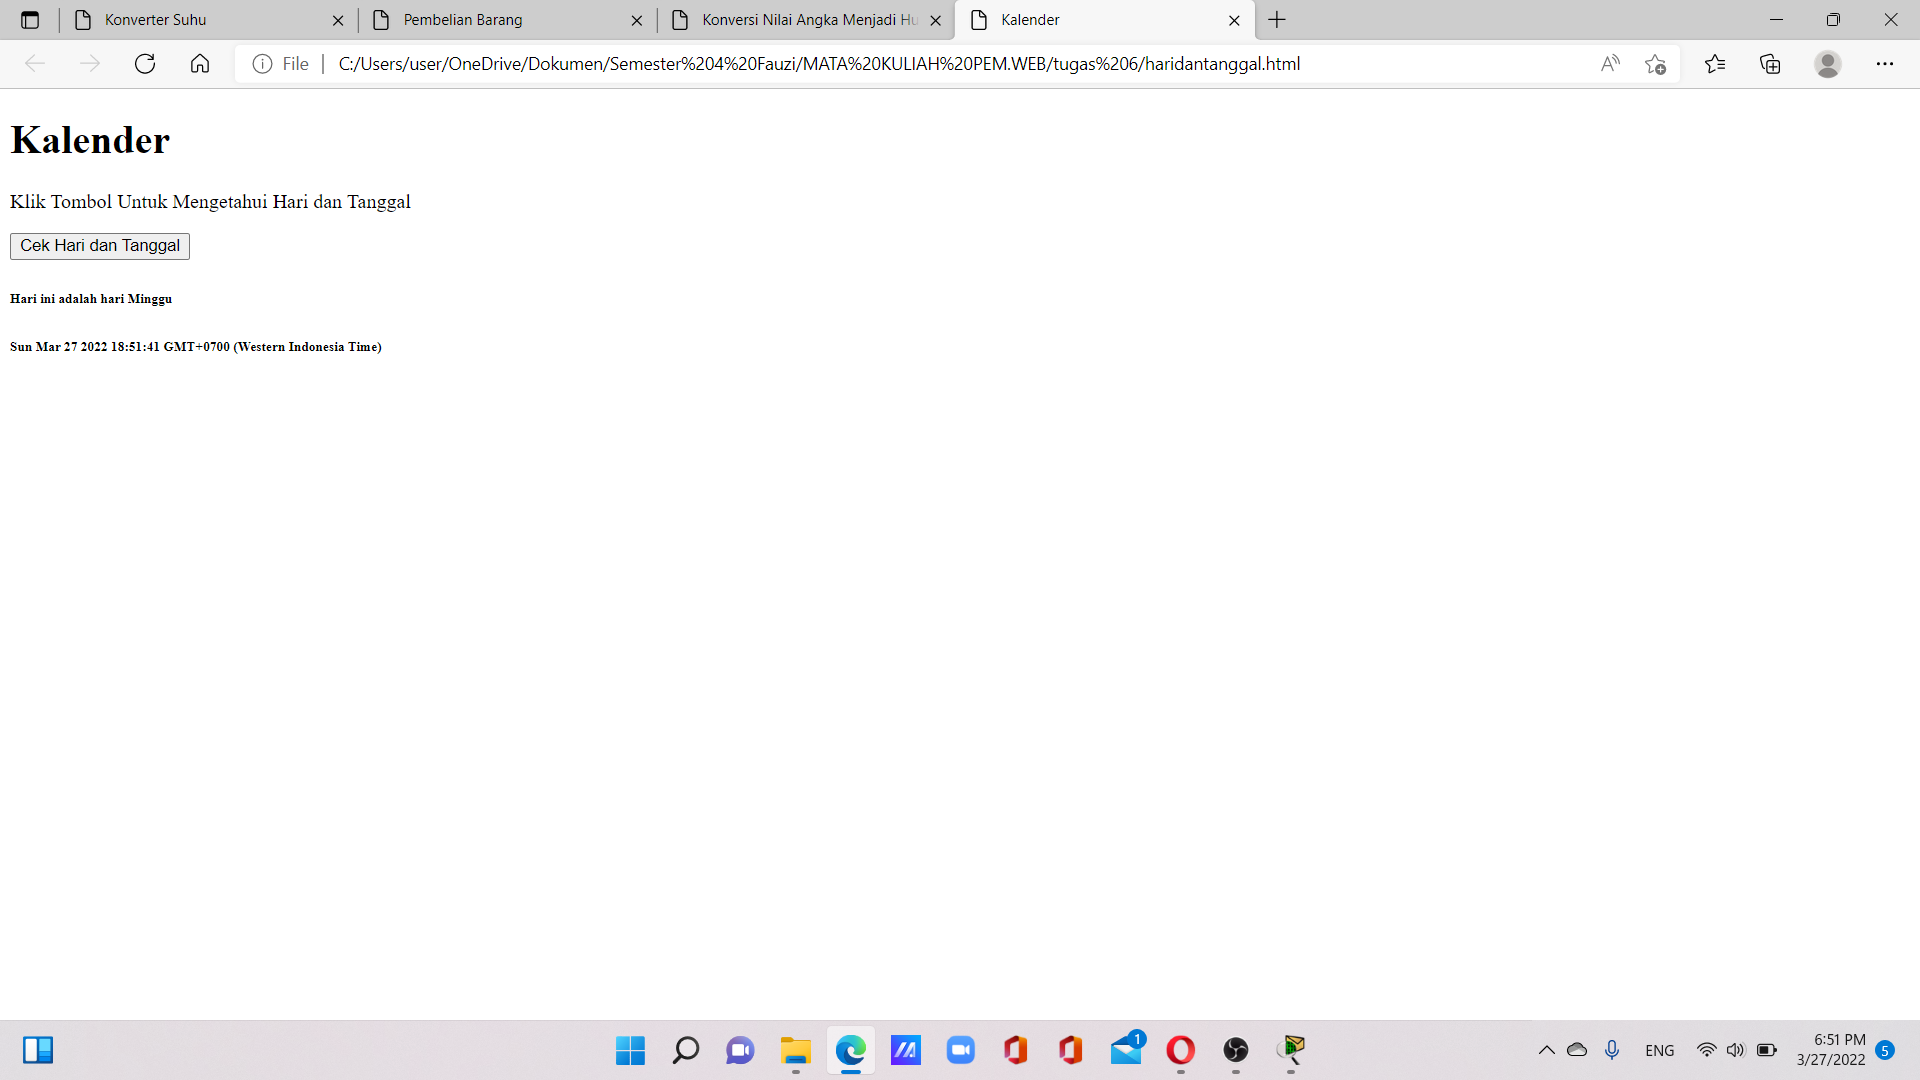 Konverter Suhu
Pembelian Barang
Konversi Nilai Angka Menjadi Hu
Kalender
File
C:/Users/user/OneDrive/Dokumen/Semester%204%20Fauzi/MATA%20KULIAH%20PEM.WEB/tugas%206/haridantanggal.html
Kalender
Klik Tombol Untuk Mengetahui Hari dan Tanggal
Cek Hari dan Tanggal
Hari ini adalah hari Minggu
Sun Mar 27 2022 18:51:41 GMT+0700 (Western Indonesia Time)
1
ENG
6:51 PM
3/27/2022
5